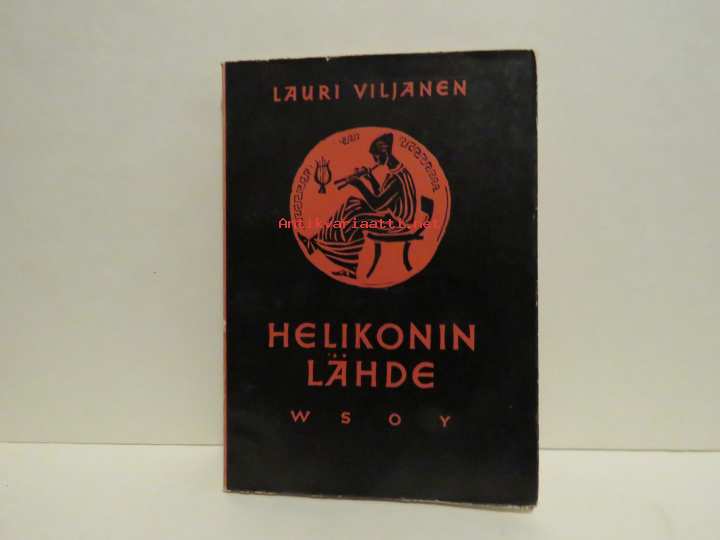 LAURI VILJANEN
Antikvariaatti.net
HELIKONIN
LÄHDE
WSOY